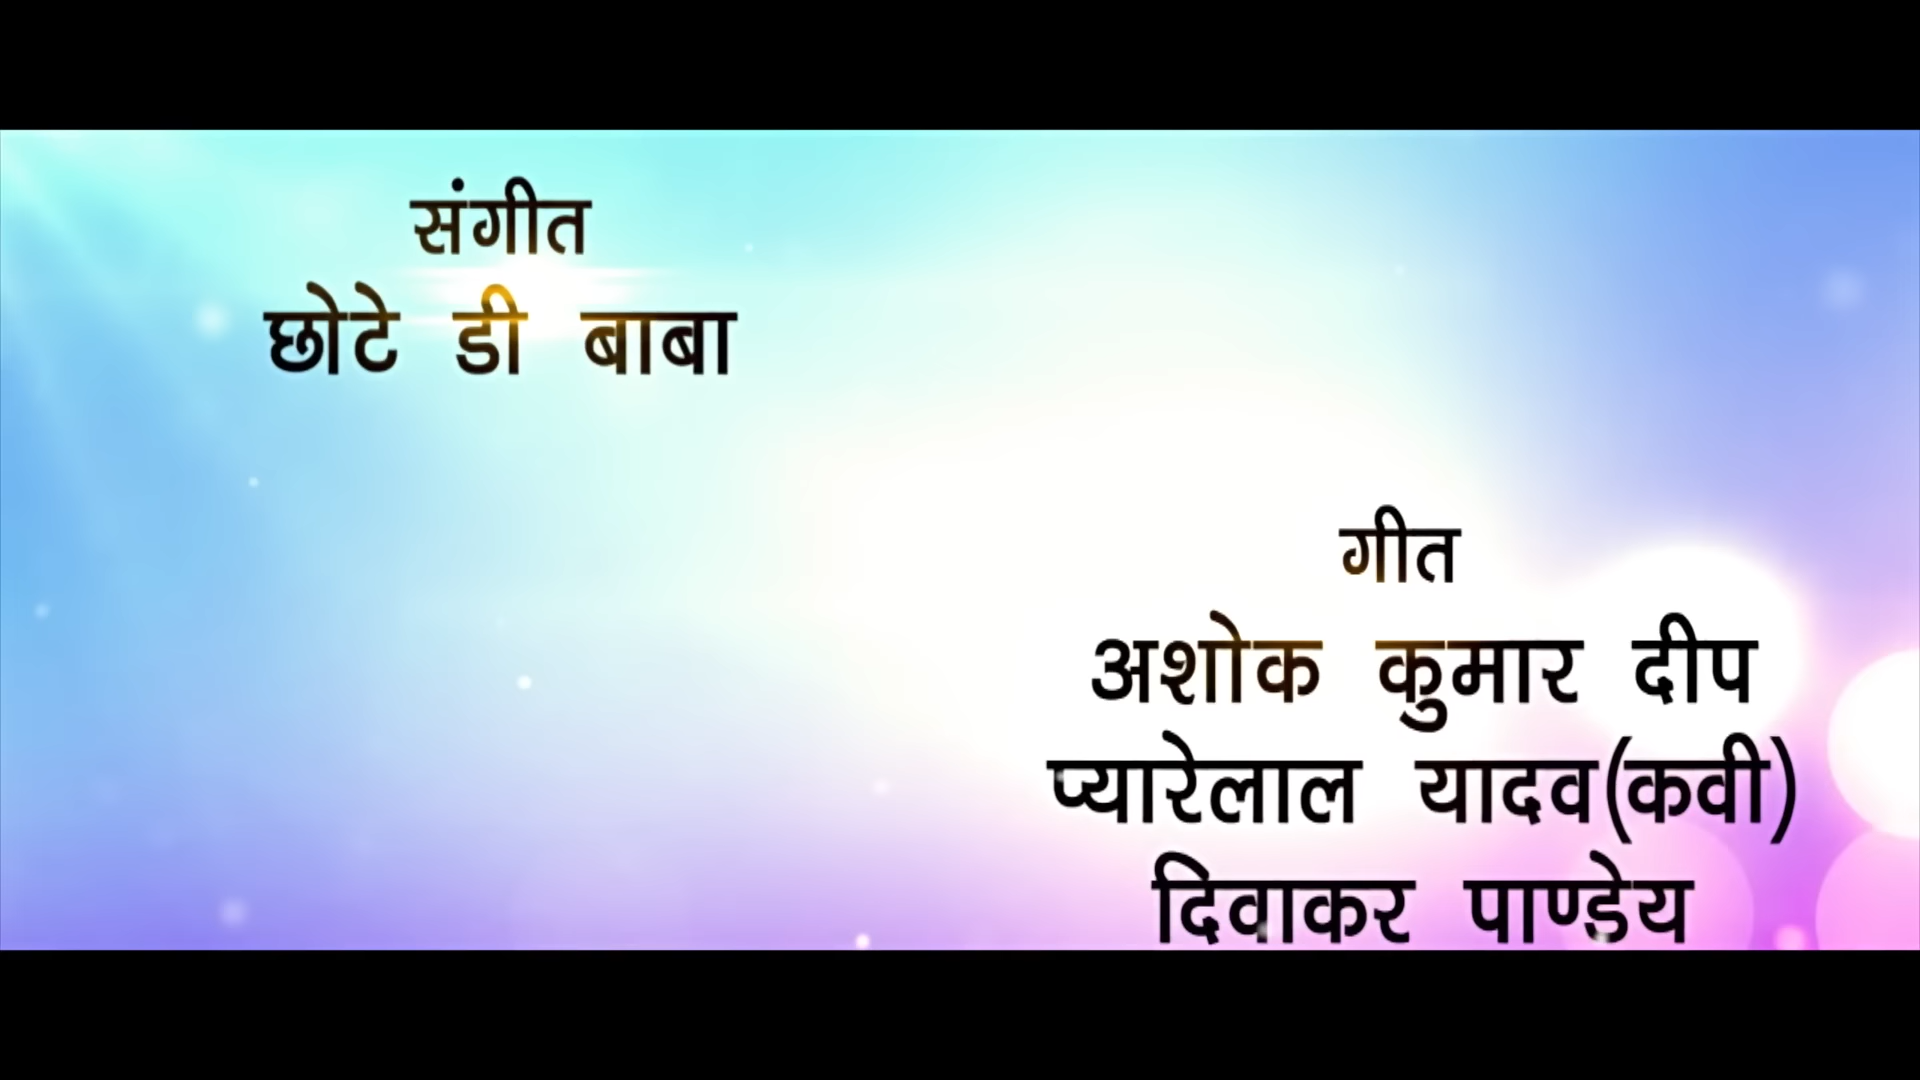 संगीत
छोटे डी बाबा
गीत
अशोक कुमार दीप
प्यारेलाल यादव(कवी)
दिवाकर पाण्डेय